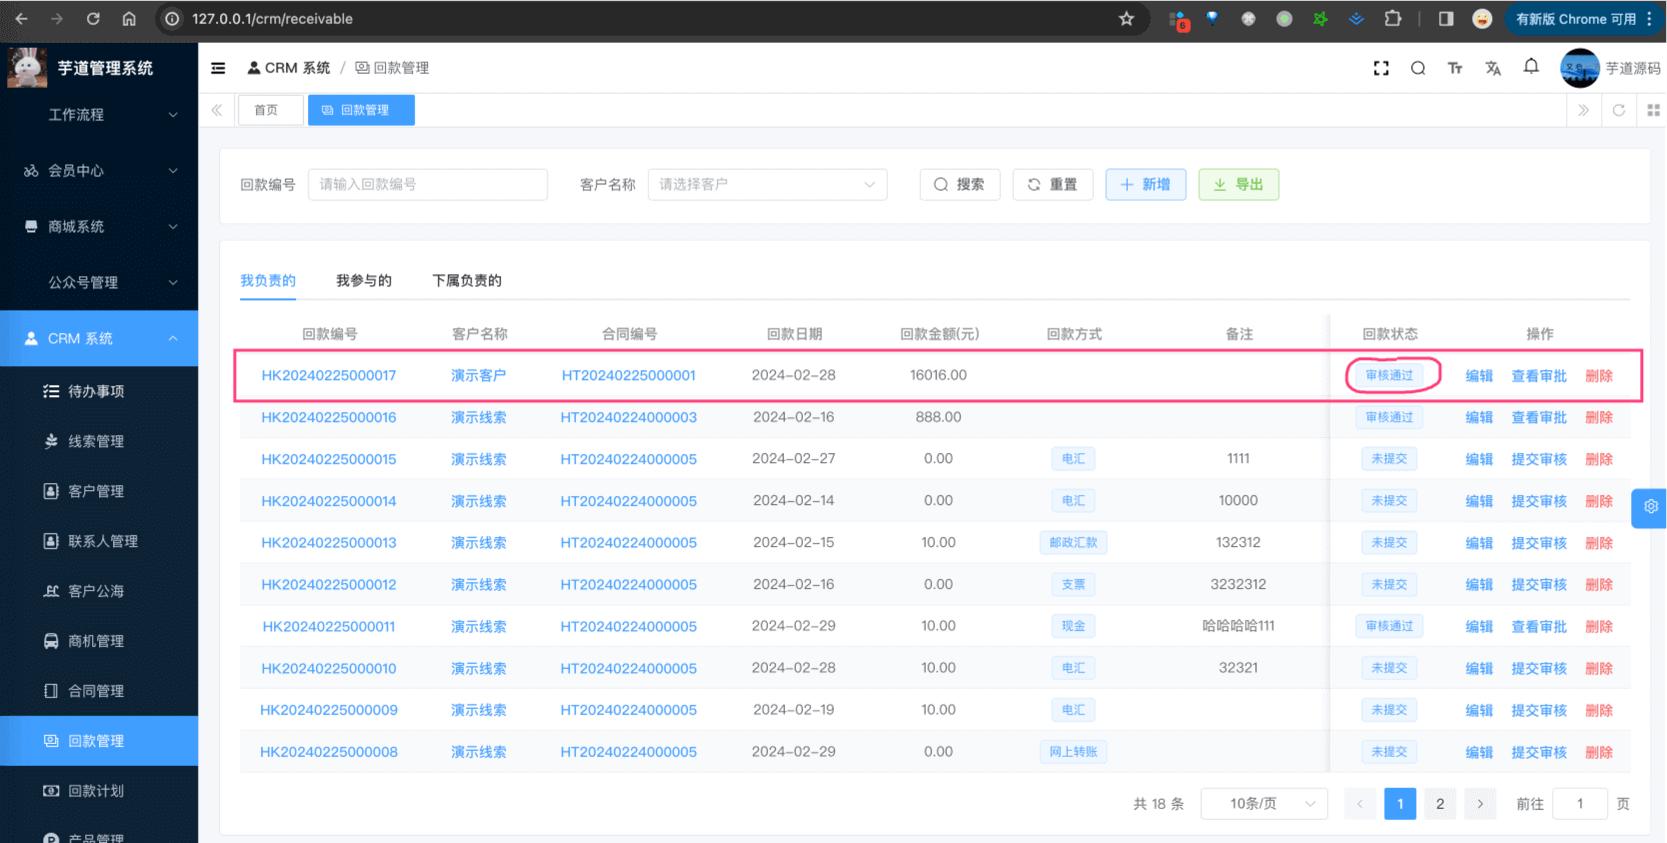 127.0.0.1/crm/receivable
6
有新版 Chrome 可用
芋道管理系统
CRM 系统 / 回款管理
芋道源码
首页
回款管理
工作流程
会员中心
商城系统
公众号管理
CRM 系统
待办事项
线索管理
客户管理
联系人管理
客户公海
商机管理
合同管理
回款管理
回款计划
产品管理
回款编号 请输入回款编号 客户名称 请选择客户 搜索 重置 新增 导出
我负责的 我参与的 下属负责的
回款编号 客户名称 合同编号 回款日期 回款金额(元) 回款方式 备注 回款状态 操作
HK20240225000017 演示客户 HT20240225000001 2024-02-28 16016.00 审核通过 编辑 查看审批 删除
HK20240225000016 演示线索 HT20240224000003 2024-02-16 888.00 审核通过 编辑 查看审批 删除
HK20240225000015 演示线索 HT20240224000005 2024-02-27 0.00 电汇 1111 未提交 编辑 提交审核 删除
HK20240225000014 演示线索 HT20240224000005 2024-02-14 0.00 电汇 10000 未提交 编辑 提交审核 删除
HK20240225000013 演示线索 HT20240224000005 2024-02-15 10.00 邮政汇款 132312 未提交 编辑 提交审核 删除
HK20240225000012 演示线索 HT20240224000005 2024-02-16 0.00 支票 3232312 未提交 编辑 提交审核 删除
HK20240225000011 演示线索 HT20240224000005 2024-02-29 10.00 现金 哈哈哈哈111 审核通过 编辑 查看审批 删除
HK20240225000010 演示线索 HT20240224000005 2024-02-28 10.00 电汇 32321 未提交 编辑 提交审核 删除
HK20240225000009 演示线索 HT20240224000005 2024-02-19 10.00 电汇 未提交 编辑 提交审核 删除
HK20240225000008 演示线索 HT20240224000005 2024-02-29 0.00 网上转账 未提交 编辑 提交审核 删除
共 18 条 10条/页 1 2 前往 1 页